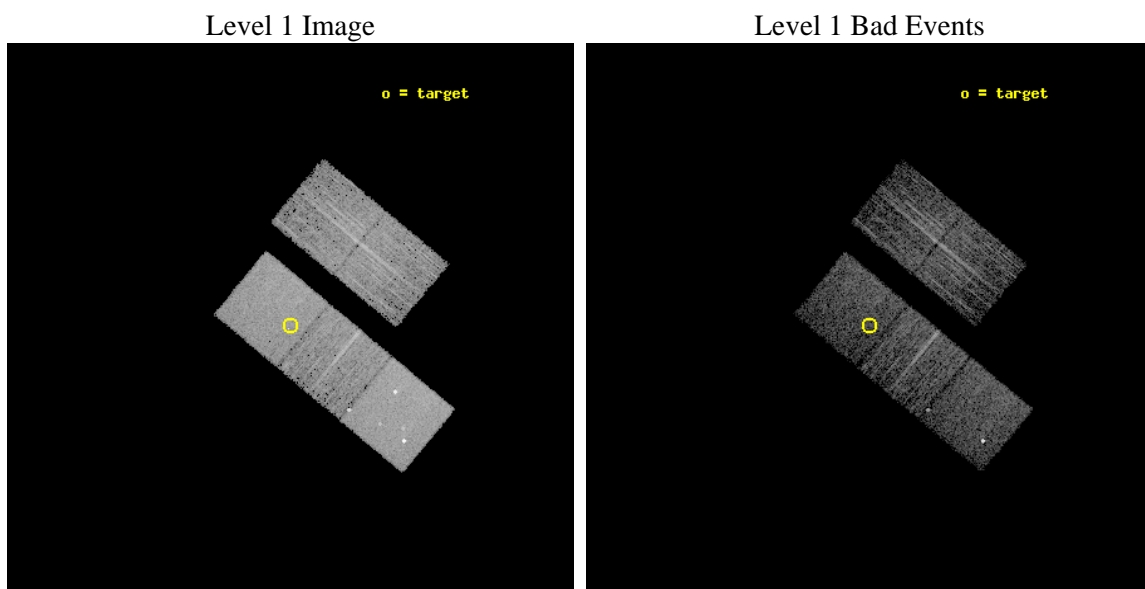 Level 1 Image
Level 1 Bad Events
o = target
o = target